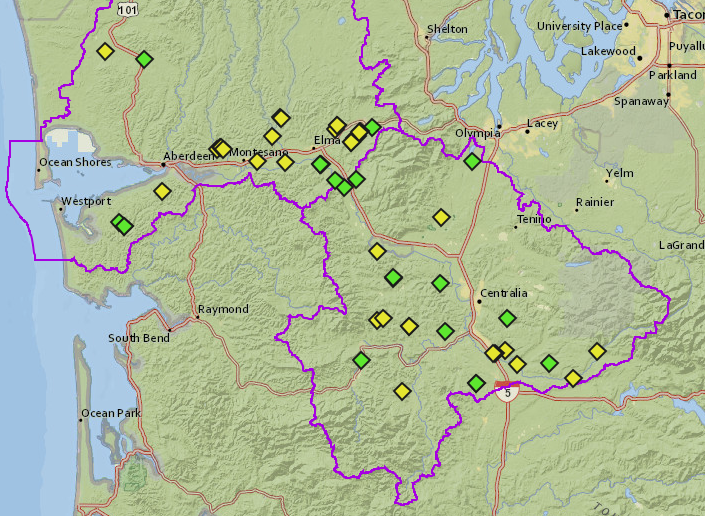 101
Shelton
University Place
Taco
Lakewood
Puyallu
Parkland
Spanaway
Olympia
Lacey
Elma
Aberdeen
Montesano
Ocean Shores
Yelm
Westport
Rainier
Tenino
LaGrand
Centralia
Raymond
South Bend
5
Ocean Park